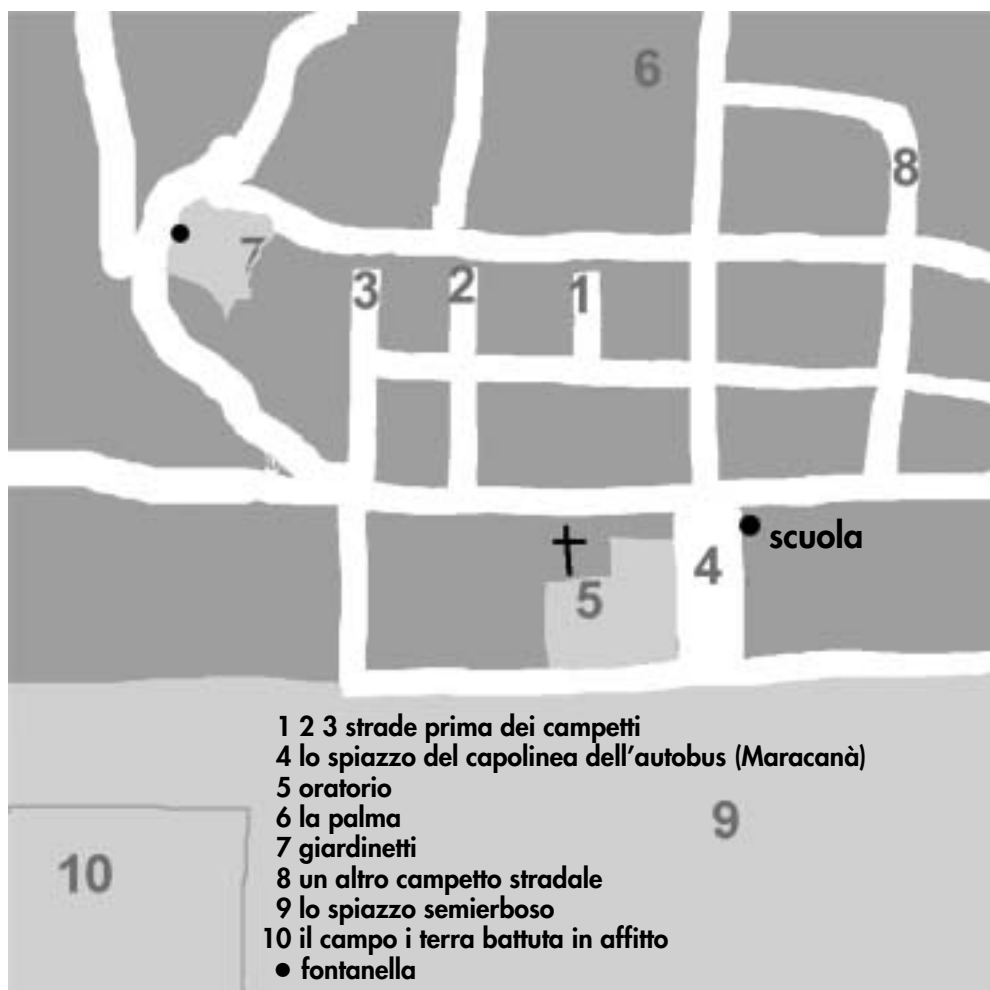 6
8
7
3
2
1
scuola
4
5
1 2 3 strade prima dei campetti
4 lo spiazzo del capolinea dell'autobus (Maracanà)
5 oratorio
6 la palma
7 giardinetti
8 un altro campetto stradale
9 lo spiazzo semierboso
10 il campo i terra battuta in affitto
● fontanella
9
10